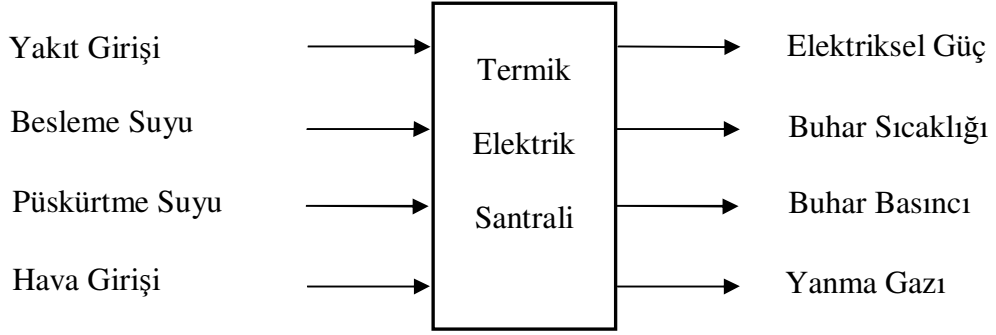 Yakıt Girişi
Besleme Suyu
Püskürtme Suyu
Hava Girişi
Termik
Elektrik
Santrali
Elektriksel Güç
Buhar Sıcaklığı
Buhar Basıncı
Yanma Gazı